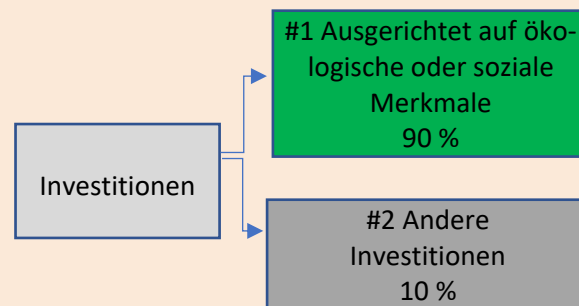 #1 Ausgerichtet auf öko-
logische oder soziale
Merkmale
90 %
Investitionen
#2 Andere
Investitionen
10 %